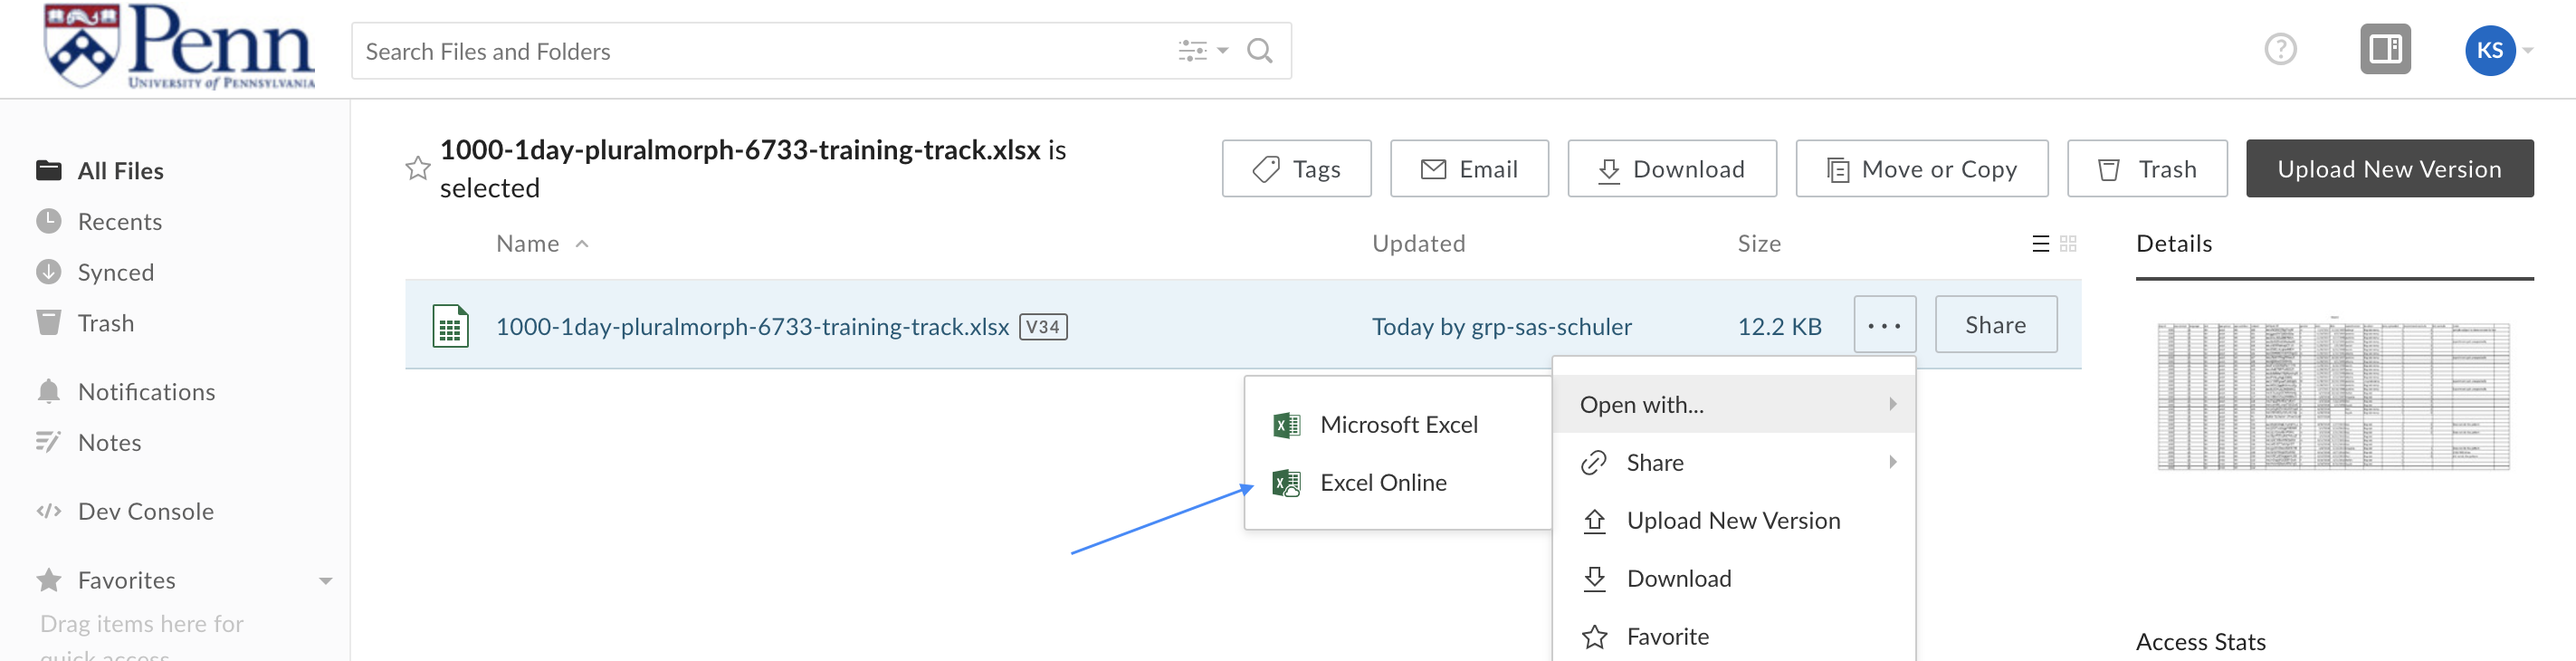 Penn
UNIVERSITY of PENNSYLVANIA
Search Files and Folders
KS
All Files
Recents
Synced
Trash
Notifications
Notes
Dev Console
Favorites
Drag items here for
quick access
1000-1day-pluralmorph-6733-training-track.xlsx is
selected
Tags
Email
Download
Move or Copy
Trash
Upload New Version
Name
Updated
Size
1000-1day-pluralmorph-6733-training-track.xlsx V34
Today by grp-sas-schuler
12.2 KB
Share
Microsoft Excel
Excel Online
Open with...
Share
Upload New Version
Download
Favorite
Details
Access Stats